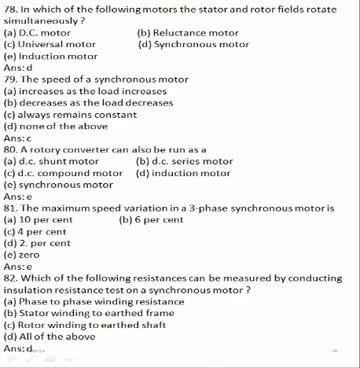 78. In which of the following motors the stator and rotor fields rotate
simultaneously ?
(a) D.C. motor (b) Reluctance motor
(c) Universal motor (d) Synchronous motor
(e) Induction motor
Ans: d
79. The speed of a synchronous motor
(a) increases as the load increases
(b) decreases as the load decreases
(c) always remains constant
(d) none of the above
Ans: c
80. A rotory converter can also be run as a
(a) d.c. shunt motor (b) d.c. series motor
(c) d.c. compound motor (d) induction motor
(e) synchronous motor
Ans: e
81. The maximum speed variation in a 3-phase synchronous motor is
(a) 10 per cent (b) 6 per cent
(c) 4 per cent
(d) 2. per cent
(e) zero
Ans: e
82. Which of the following resistances can be measured by conducting
insulation resistance test on a synchronous motor ?
(a) Phase to phase winding resistance
(b) Stator winding to earthed frame
(c) Rotor winding to earthed shaft
(d) All of the above
Ans: d